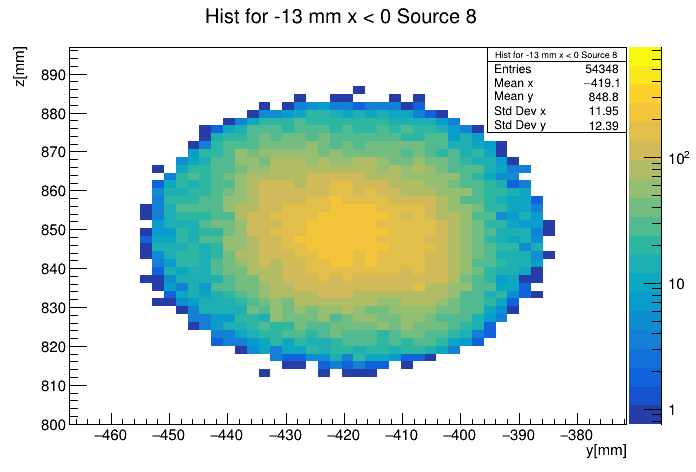 Hist for -13 mm x < 0 Source 8
z[mm]
Hist for -13 mm x < 0 Source 8
Entries 54348
Mean x −419.1
Mean y 848.8
Std Dev x 11.95
Std Dev y 12.39
890
880
870
860
850
840
830
820
810
800
10²
10
1
−460 −450 −440 −430 −420 −410 −400 −390 −380
y[mm]